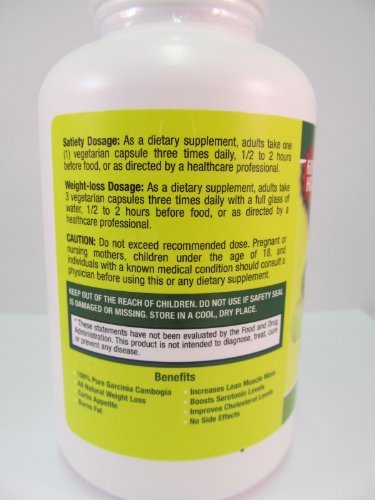 Satiety Dosage: As a dietary supplement, adults take one
(1) vegetarian capsule three times daily, 1/2 to 2 hours
before food, or as directed by a healthcare professional.
Weight-loss Dosage: As a dietary supplement, adults take
3 vegetarian capsules three times daily with a full glass of
water, 1/2 to 2 hours before food, or as directed by a
healthcare professional.
CAUTION: Do not exceed recommended dose. Pregnant or
nursing mothers, children under the age of 18, and
individuals with a known medical condition should consult a
physician before using this or any dietary supplement.
KEEP OUT OF THE REACH OF CHILDREN. DO NOT USE IF SAFETY SEAL
IS DAMAGED OR MISSING. STORE IN A COOL, DRY PLACE.
* These statements have not been evaluated by the Food and Drug
Administration. This product is not intended to diagnose, treat, cure
or prevent any disease.
Benefits
• 100% Pure Garcinia Cambogia
• All Natural Weight Loss
• Curbs Appetite
• Burns Fat
• Increases Lean Muscle Mass
• Boosts Serotonin Levels
• Improves Cholesterol Levels
• No Side Effects